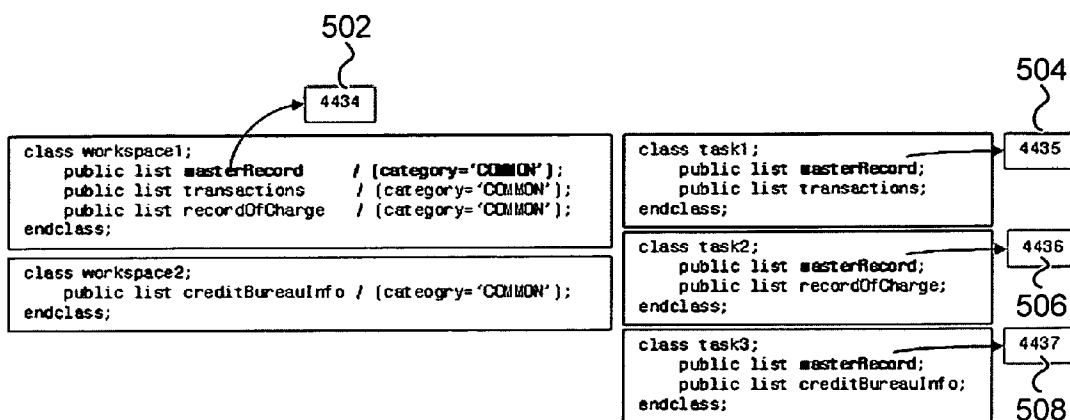 502
4434
class workspace1;
public list masterRecord / (category='COMMON');
public list transactions / (category='COMMON');
public list recordOfCharge / (category='COMMON');
endclass;
class workspace2;
public list creditBureauInfo / (cateogry='COMMON');
endclass;
504
4435
class task1;
public list masterRecord;
public list transactions;
endclass;
4436
506
class task2;
public list masterRecord;
public list recordOfCharge;
endclass;
4437
508
class task3;
public list masterRecord;
public list creditBureauInfo;
endclass;